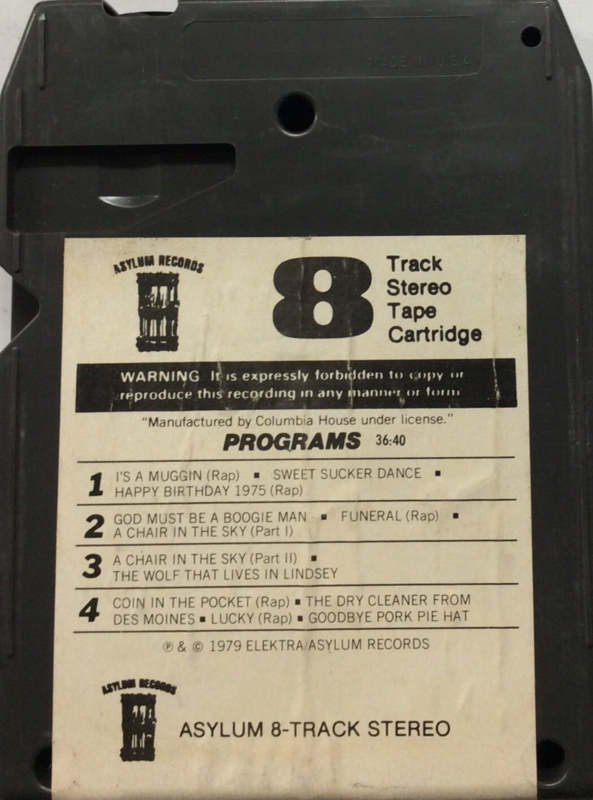 MADE IN U.S.A.
ASYLUM RECORDS
8 Track
Stereo
Tape
Cartridge
WARNING It is expressly forbidden to copy or
reproduce this recording in any manner or form
"Manufactured by Columbia House under license."
PROGRAMS 36:40
1 I'S A MUGGIN (Rap) ▪ SWEET SUCKER DANCE ▪
HAPPY BIRTHDAY 1975 (Rap)
2 GOD MUST BE A BOOGIE MAN ▪ FUNERAL (Rap) ▪
A CHAIR IN THE SKY (Part I)
3 A CHAIR IN THE SKY (Part II) ▪
THE WOLF THAT LIVES IN LINDSEY
4 COIN IN THE POCKET (Rap) ▪ THE DRY CLEANER FROM
DES MOINES ▪ LUCKY (Rap) ▪ GOODBYE PORK PIE HAT
℗ & © 1979 ELEKTRA/ASYLUM RECORDS
ASYLUM RECORDS
ASYLUM 8-TRACK STEREO